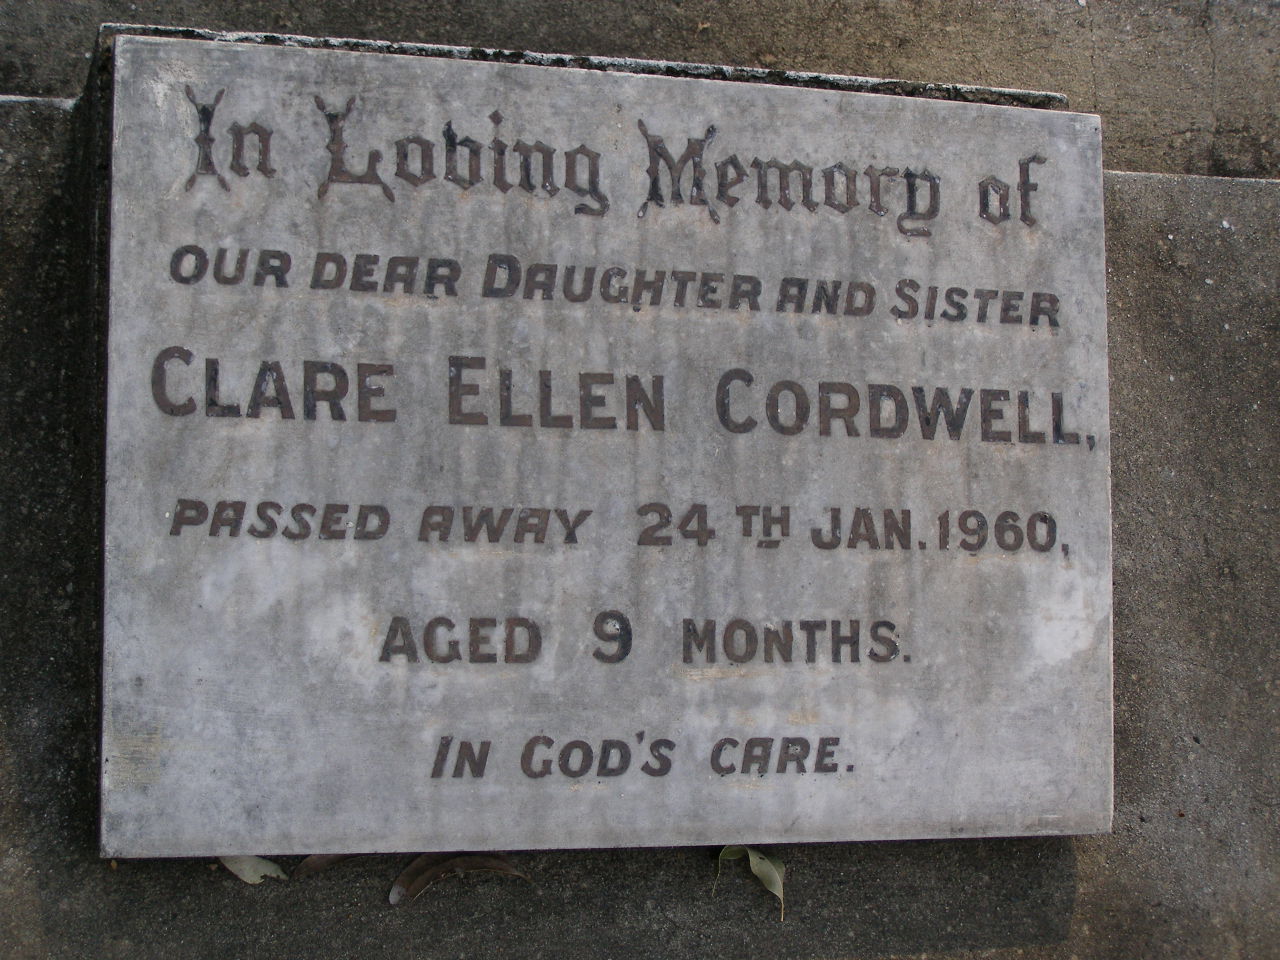 In Loving Memory of
OUR DEAR DAUGHTER AND SISTER
CLARE ELLEN CORDWELL,
PASSED AWAY 24TH JAN. 1960,
AGED 9 MONTHS.
IN GOD'S CARE.